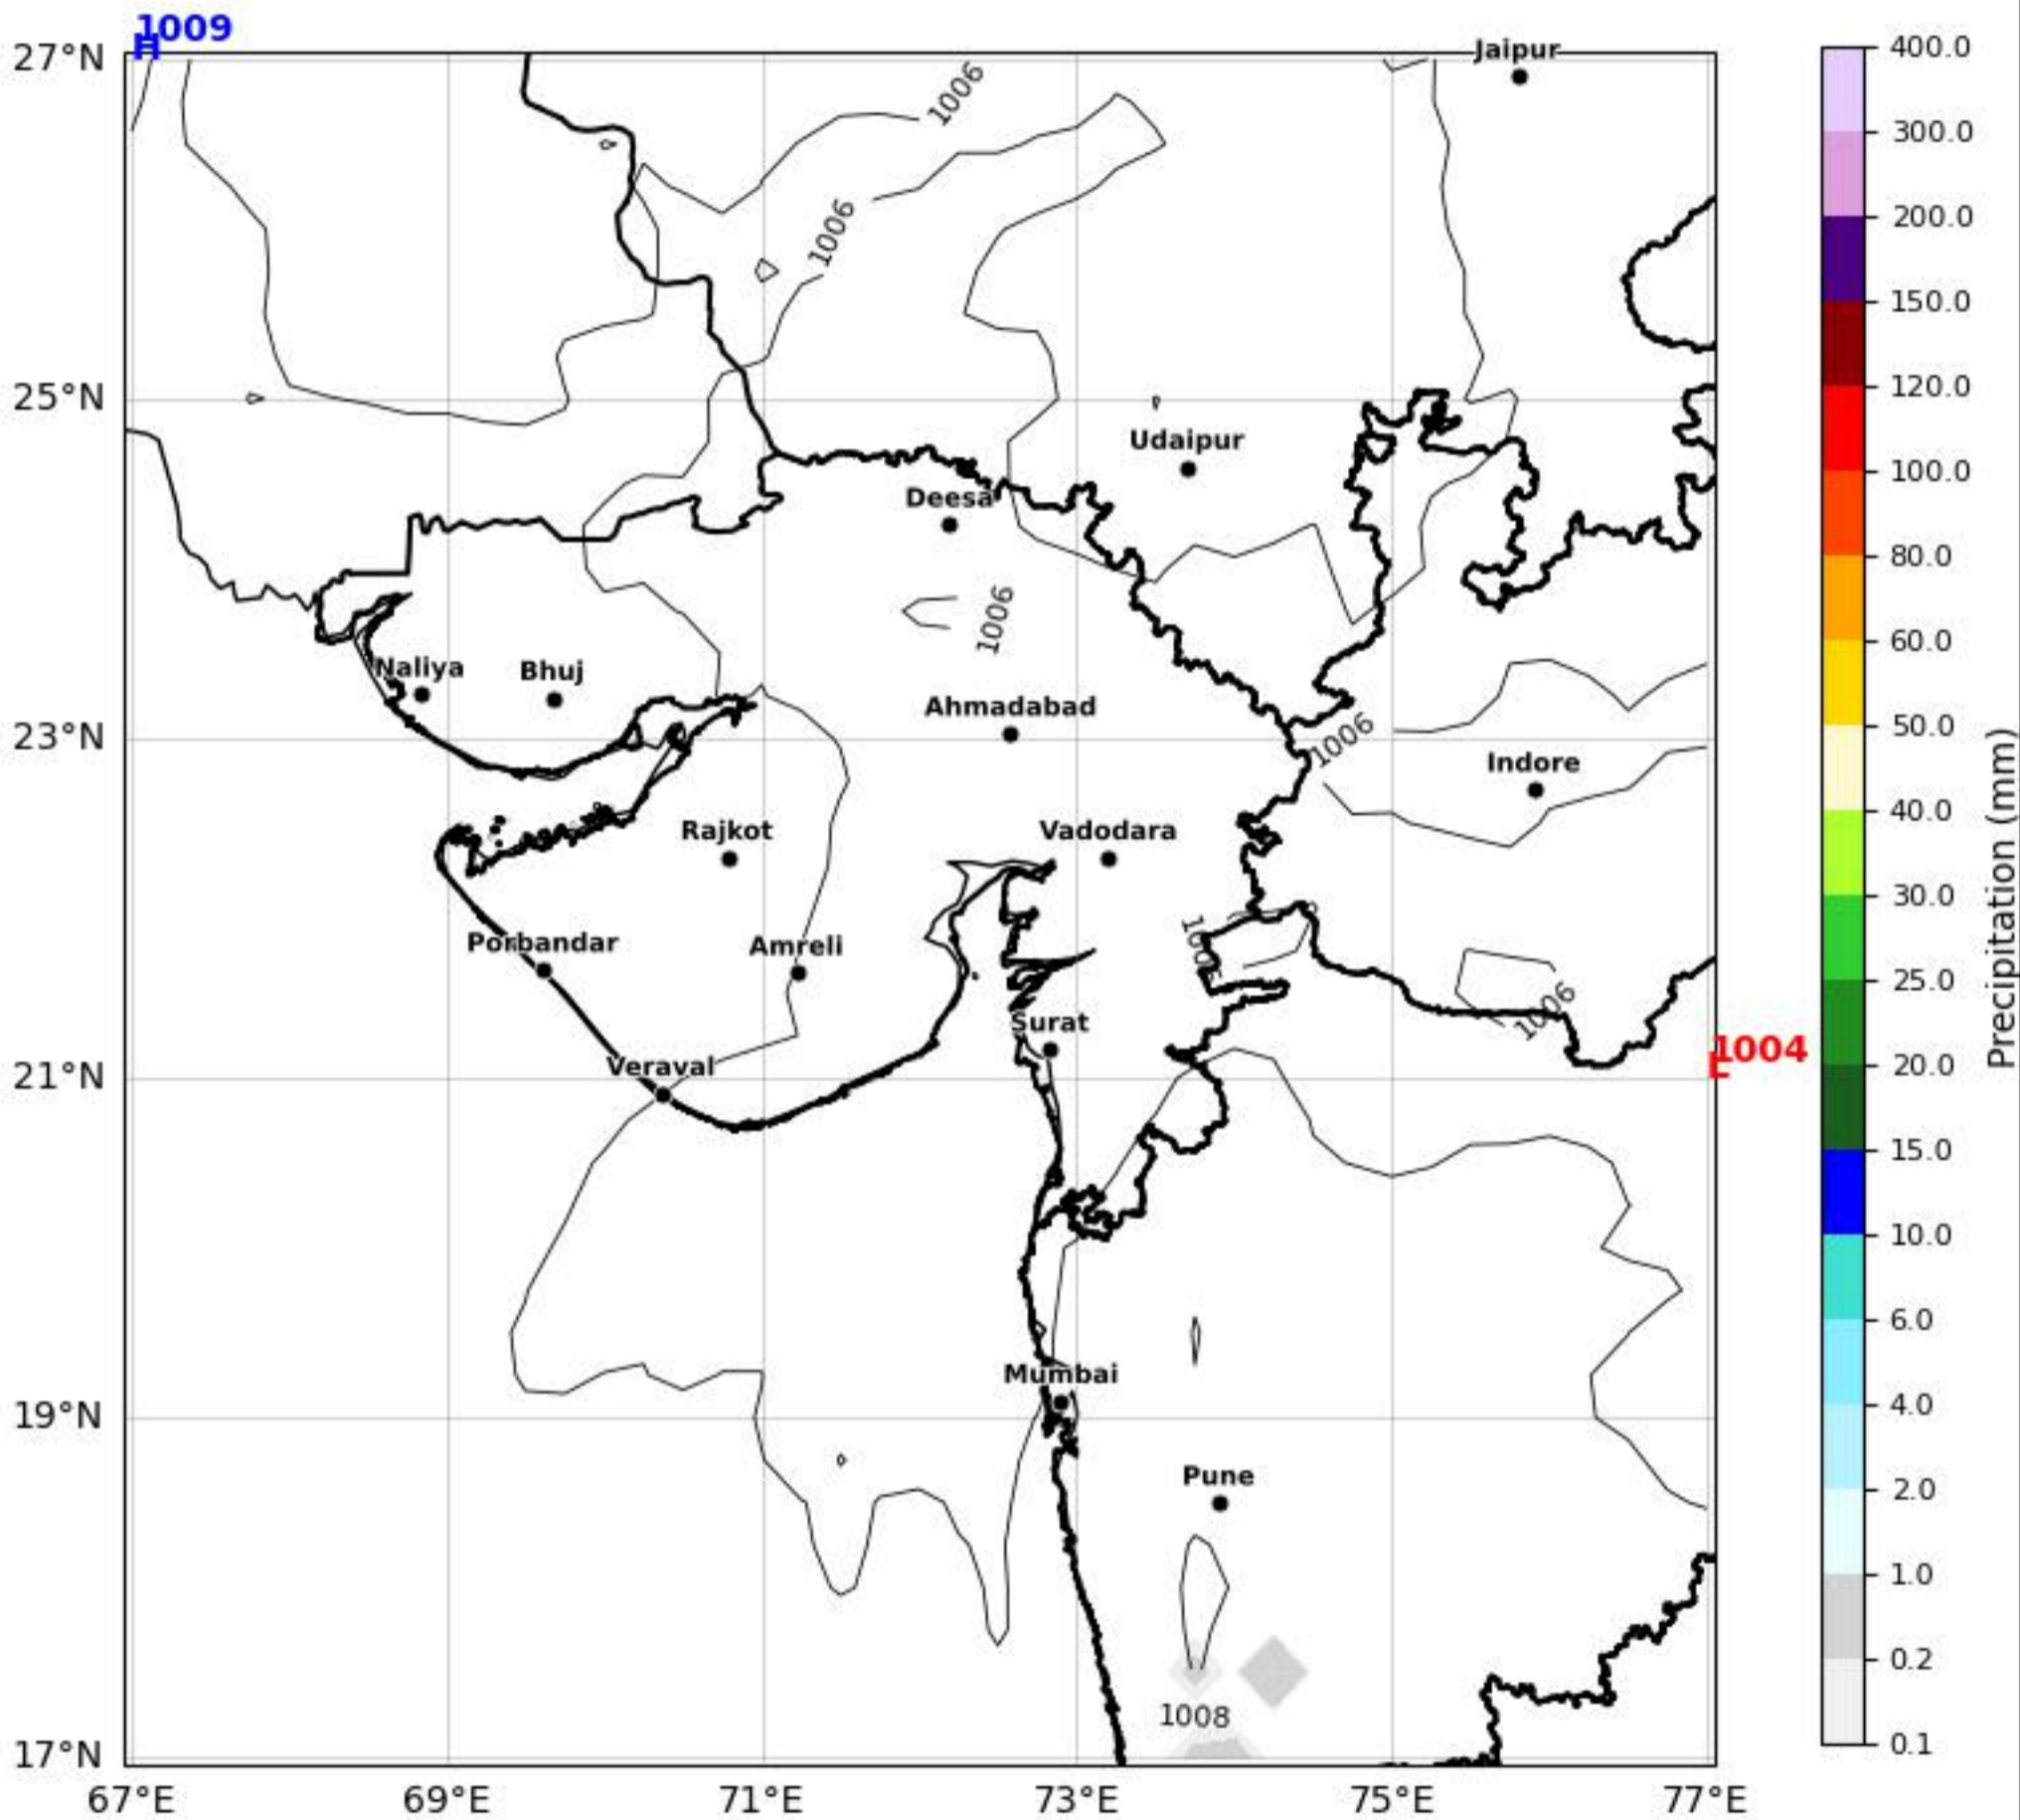 1009
H
27°N
25°N
23°N
21°N
19°N
17°N
67°E
69°E
71°E
73°E
75°E
77°E
Jaipur
1006
1006
Udaipur
Deesa
1006
Naliya
Bhuj
Ahmadabad
1006
Indore
Rajkot
Vadodara
Porbandar
Amreli
1006
Surat
1006
1004
L
Veraval
Mumbai
Pune
1008
400.0
300.0
200.0
150.0
120.0
100.0
80.0
60.0
50.0
40.0
30.0
25.0
20.0
15.0
10.0
6.0
4.0
2.0
1.0
0.2
0.1
Precipitation (mm)